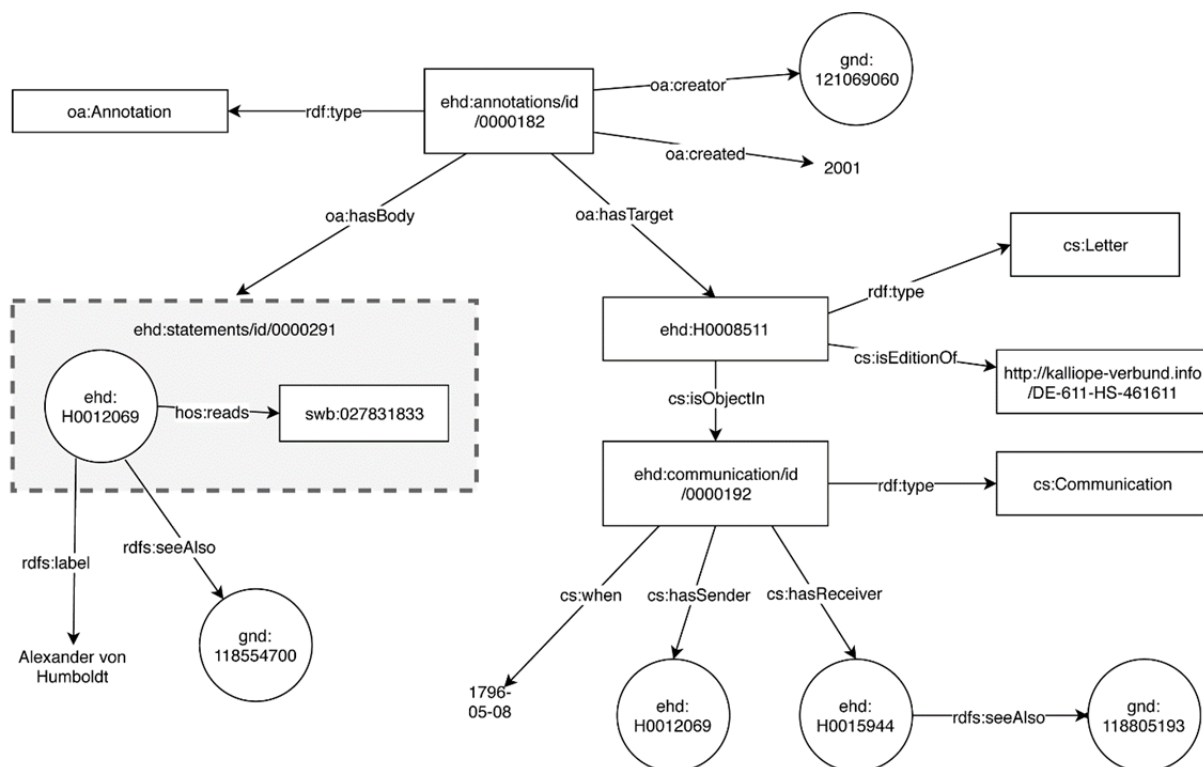 gnd:
121069060
oa:creator
ehd:annotations/id
/0000182
oa:Annotation
rdf:type
oa:created
2001
oa:hasBody
oa:hasTarget
cs:Letter
rdf:type
ehd:statements/id/0000291
ehd:H0008511
cs:isEditionOf
http://kalliope-verbund.info
/DE-611-HS-461611
ehd:
H0012069
hos:reads
swb:027831833
cs:isObjectIn
ehd:communication/id
/0000192
rdf:type
cs:Communication
rdfs:label
rdfs:seeAlso
cs:when
cs:hasSender
cs:hasReceiver
gnd:
118554700
Alexander von
Humboldt
1796-
05-08
ehd:
H0012069
ehd:
H0015944
rdfs:seeAlso
gnd:
118805193